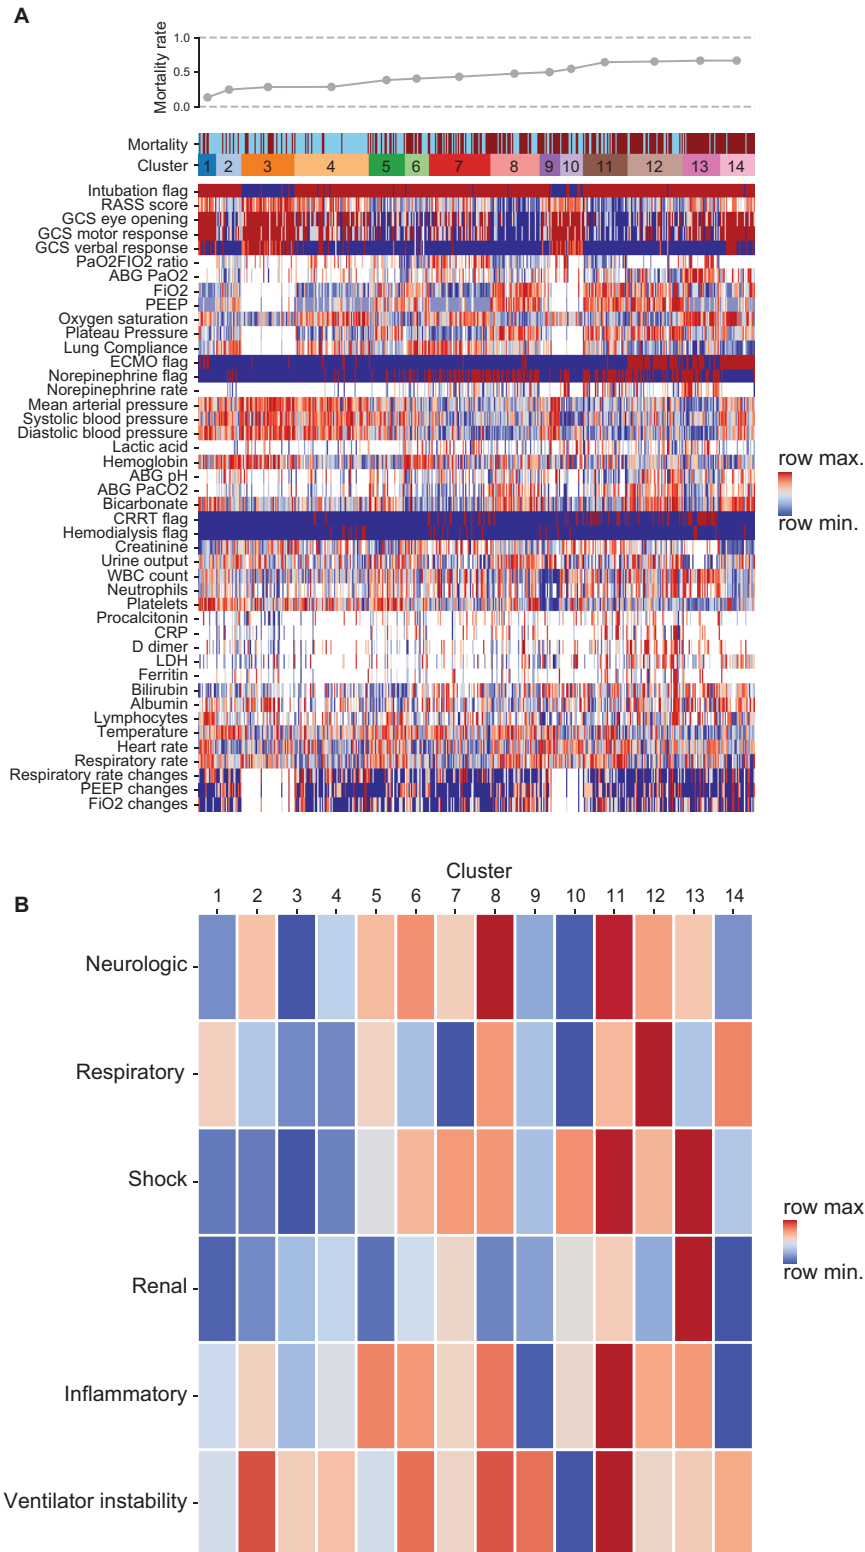 A
Mortality rate
1.0
0.5
0.0
Mortality
Cluster
1 2 3 4 5 6 7 8 9 10 11 12 13 14
Intubation flag
RASS score
GCS eye opening
GCS motor response
GCS verbal response
PaO2FIO2 ratio
ABG PaO2
FiO2
PEEP
Oxygen saturation
Plateau Pressure
Lung Compliance
ECMO flag
Norepinephrine flag
Norepinephrine rate
Mean arterial pressure
Systolic blood pressure
Diastolic blood pressure
Lactic acid
Hemoglobin
ABG pH
ABG PaCO2
Bicarbonate
CRRT flag
Hemodialysis flag
Creatinine
Urine output
WBC count
Neutrophils
Platelets
Procalcitonin
CRP
D dimer
LDH
Ferritin
Bilirubin
Albumin
Lymphocytes
Temperature
Heart rate
Respiratory rate
Respiratory rate changes
PEEP changes
FiO2 changes
row max.
row min.
B
Cluster
1 2 3 4 5 6 7 8 9 10 11 12 13 14
Neurologic
Respiratory
Shock
Renal
Inflammatory
Ventilator instability
row max
row min.